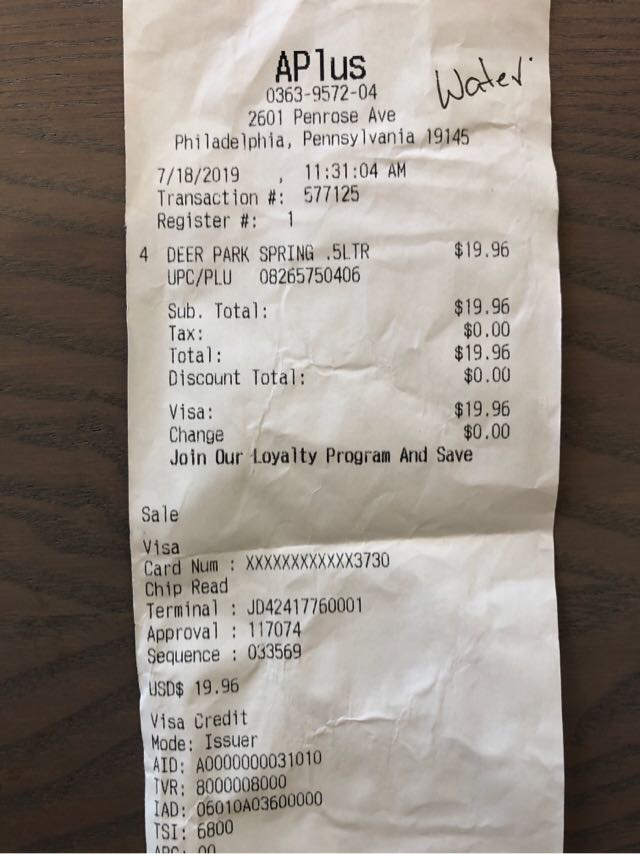 APlus
Water
0363-9572-04
2601 Penrose Ave
Philadelphia, Pennsylvania 19145
7/18/2019 , 11:31:04 AM
Transaction #: 577125
Register #: 1
4 DEER PARK SPRING .5LTR $19.96
UPC/PLU 08265750406
Sub. Total: $19.96
Tax: $0.00
Total: $19.96
Discount Total: $0.00
Visa: $19.96
Change $0.00
Join Our Loyalty Program And Save
Sale
Visa
Card Num : XXXXXXXXXXXX3730
Chip Read
Terminal : JD42417760001
Approval : 117074
Sequence : 033569
USD$ 19.96
Visa Credit
Mode: Issuer
AID: A0000000031010
TVR: 8000008000
IAD: 06010A03600000
TSI: 6800
ARC: 00